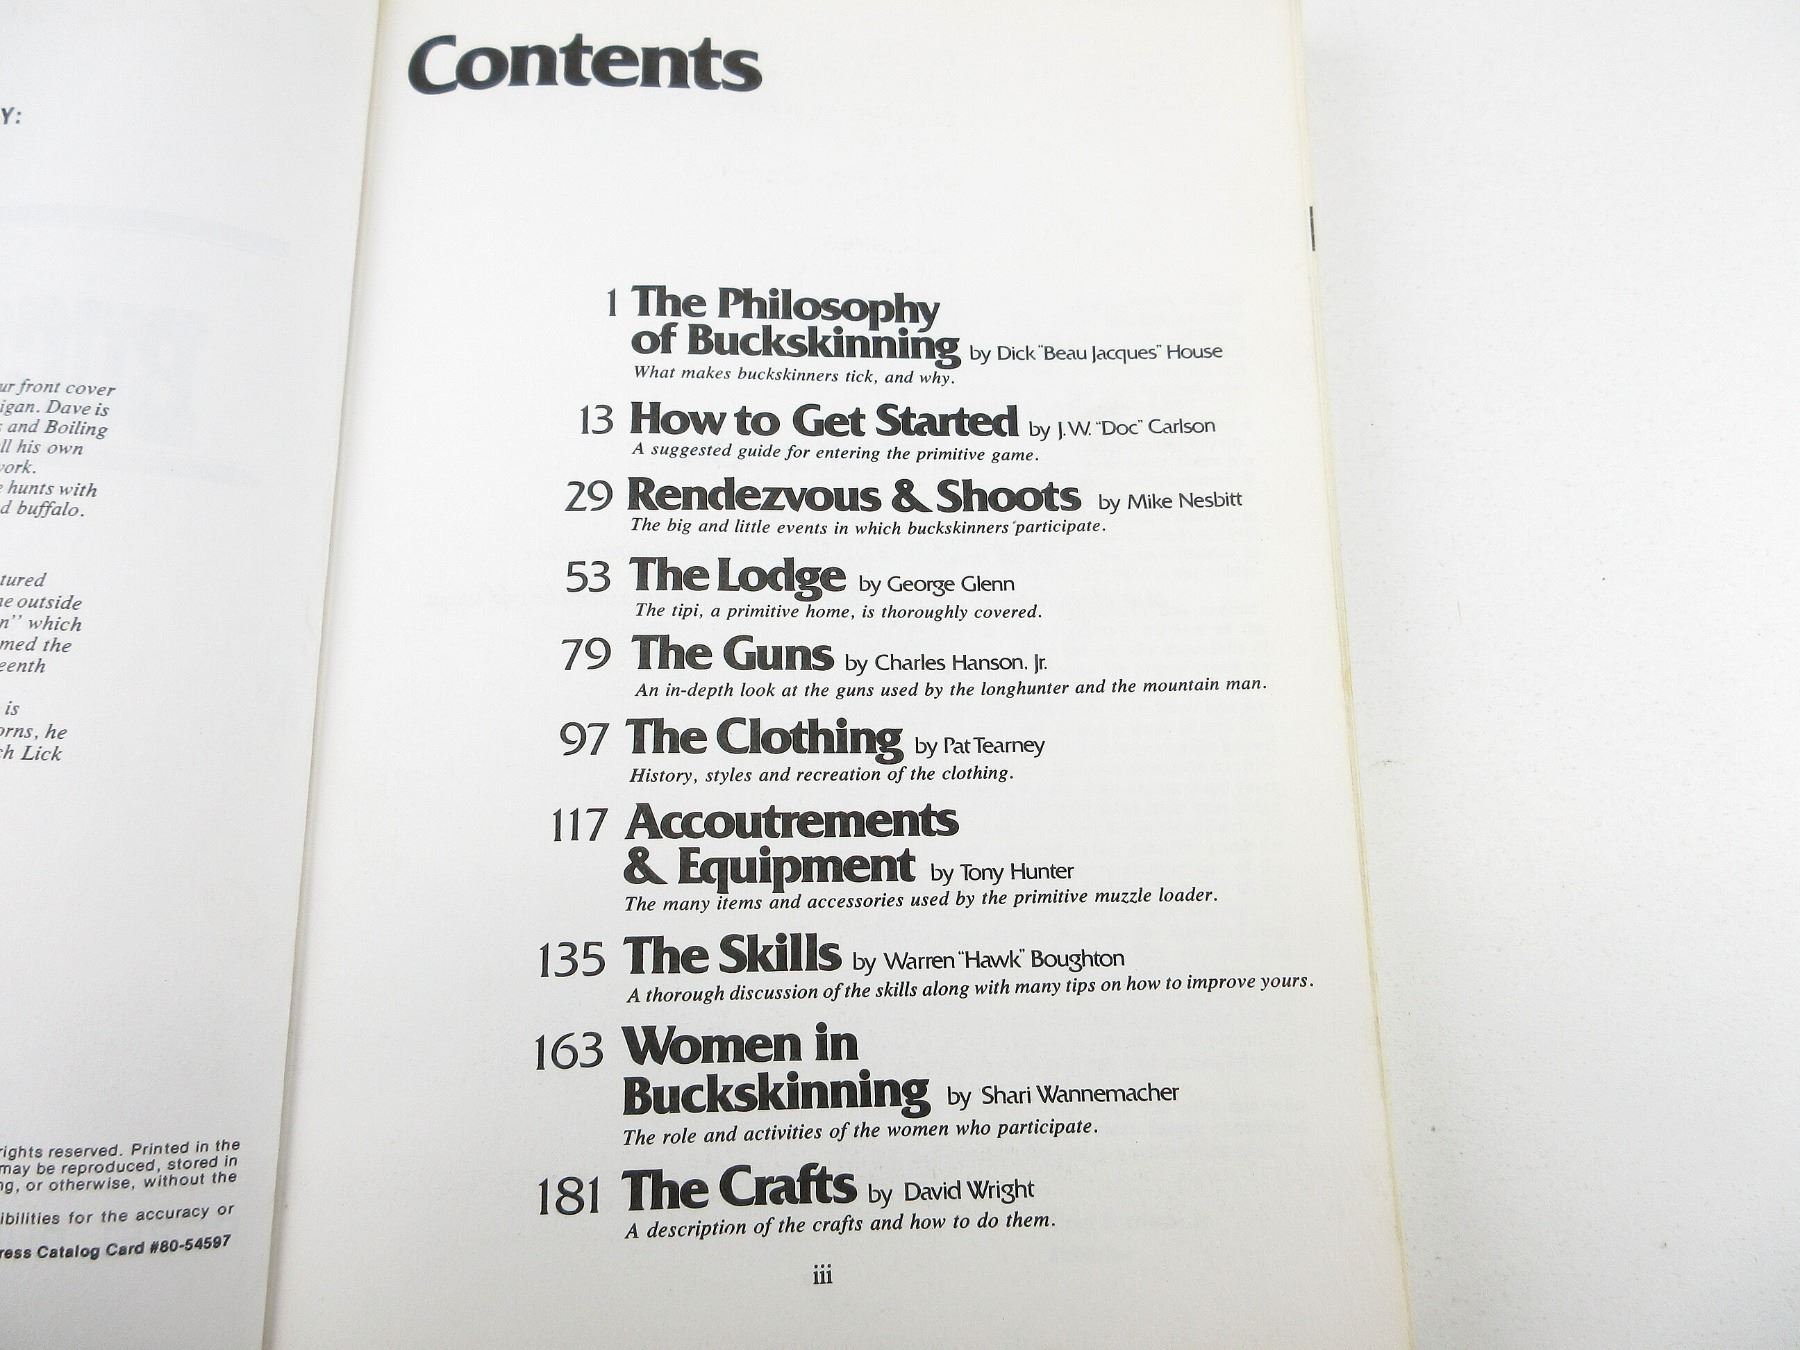 Y:
ur front cover
igan. Dave is
s and Boiling
ll his own
work.
e hunts with
d buffalo.
tured
he outside
n" which
med the
eenth
is
orns, he
ch Lick
rights reserved. Printed in the
may be reproduced, stored in
ng, or otherwise, without the
ibilities for the accuracy or
ress Catalog Card #80-54597
Contents
1 The Philosophy
of Buckskinning by Dick "Beau Jacques" House
What makes buckskinners tick, and why.
13 How to Get Started by J.W. "Doc" Carlson
A suggested guide for entering the primitive game.
29 Rendezvous & Shoots by Mike Nesbitt
The big and little events in which buckskinners participate.
53 The Lodge by George Glenn
The tipi, a primitive home, is thoroughly covered.
79 The Guns by Charles Hanson, Jr.
An in-depth look at the guns used by the longhunter and the mountain man.
97 The Clothing by Pat Tearney
History, styles and recreation of the clothing.
117 Accoutrements
& Equipment by Tony Hunter
The many items and accessories used by the primitive muzzle loader.
135 The Skills by Warren "Hawk" Boughton
A thorough discussion of the skills along with many tips on how to improve yours.
163 Women in
Buckskinning by Shari Wannemacher
The role and activities of the women who participate.
181 The Crafts by David Wright
A description of the crafts and how to do them.
iii